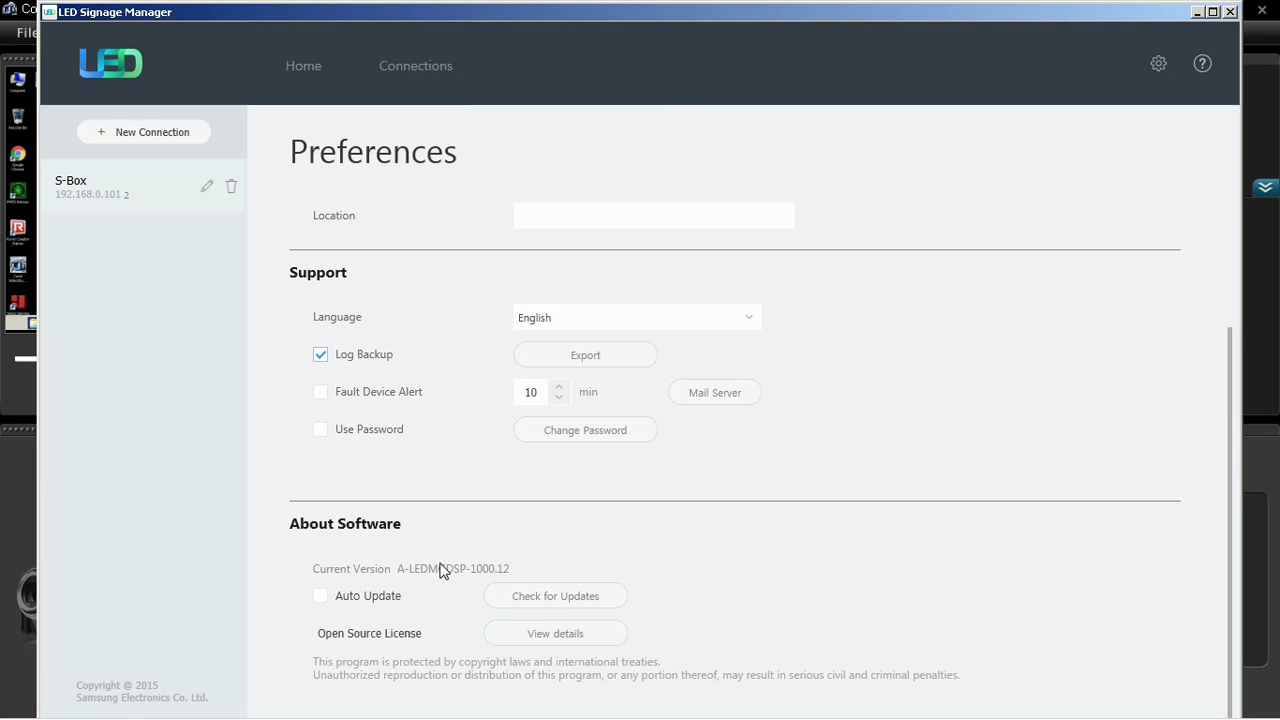 LED Signage Manager
File
LED
Home
Connections
+ New Connection
S-Box
192.168.0.101 2
Preferences
Location
Support
Language
English
Log Backup
Export
Fault Device Alert
10
min
Mail Server
Use Password
Change Password
About Software
Current Version
Auto Update
Check for Updates
Open Source License
View details
This program is protected by copyright laws and international treaties.
Unauthorized reproduction or distribution of this program, or any portion thereof, may result in serious civil and criminal penalties.
Copyright @ 2015
Samsung Electronics Co. Ltd.